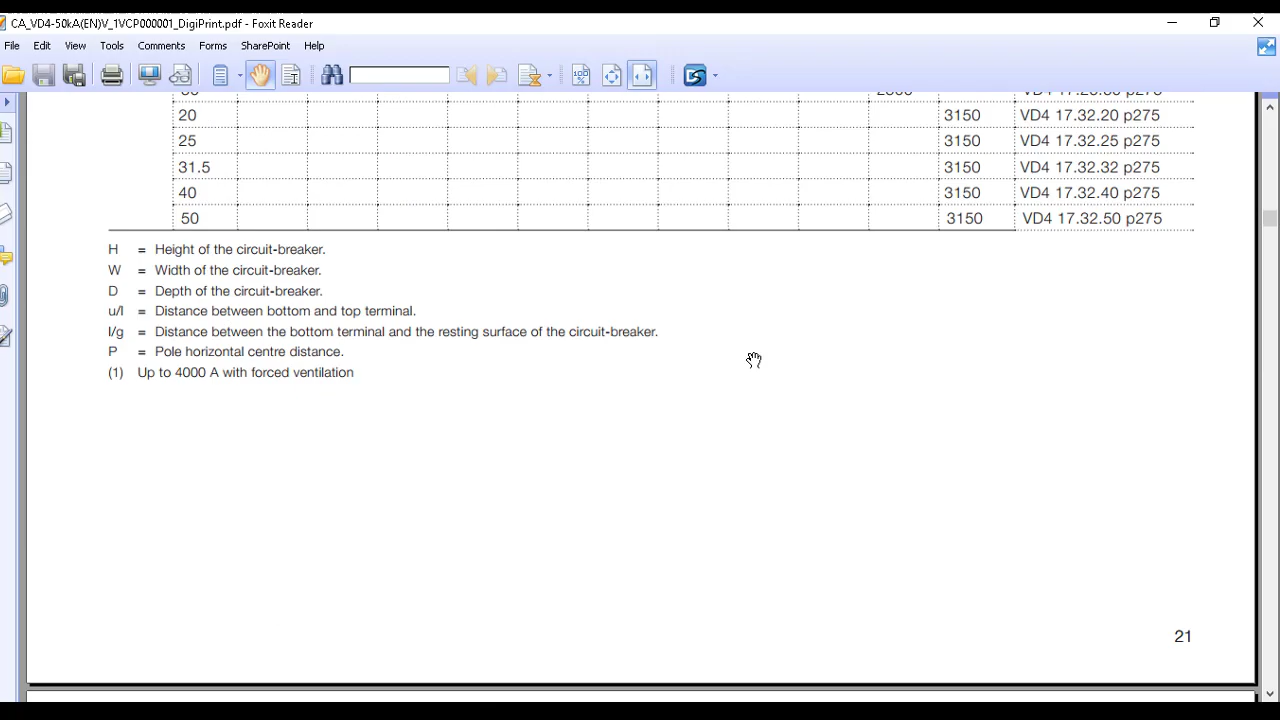 CA_VD4-50kA(EN)V_1VCP000001_DigiPrint.pdf - Foxit Reader
File Edit View Tools Comments Forms SharePoint Help
20 3150 VD4 17.32.20 p275
25 3150 VD4 17.32.25 p275
31.5 3150 VD4 17.32.32 p275
40 3150 VD4 17.32.40 p275
50 3150 VD4 17.32.50 p275
H = Height of the circuit-breaker.
W = Width of the circuit-breaker.
D = Depth of the circuit-breaker.
u/l = Distance between bottom and top terminal.
l/g = Distance between the bottom terminal and the resting surface of the circuit-breaker.
P = Pole horizontal centre distance.
(1) Up to 4000 A with forced ventilation
21